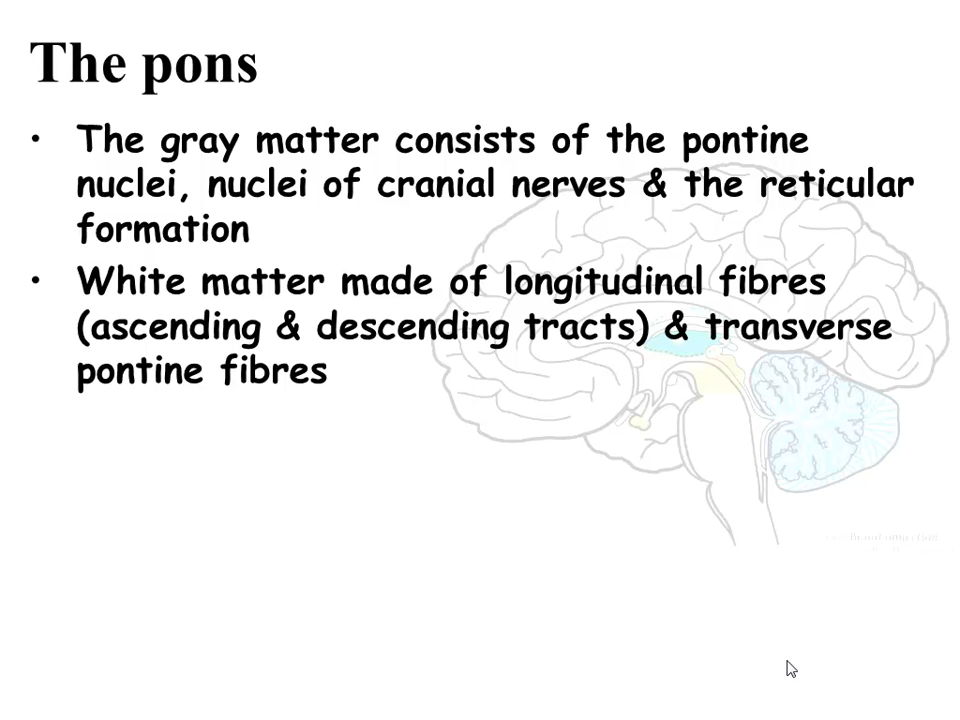 The pons
• The gray matter consists of the pontine
nuclei, nuclei of cranial nerves & the reticular
formation
• White matter made of longitudinal fibres
(ascending & descending tracts) & transverse
pontine fibres